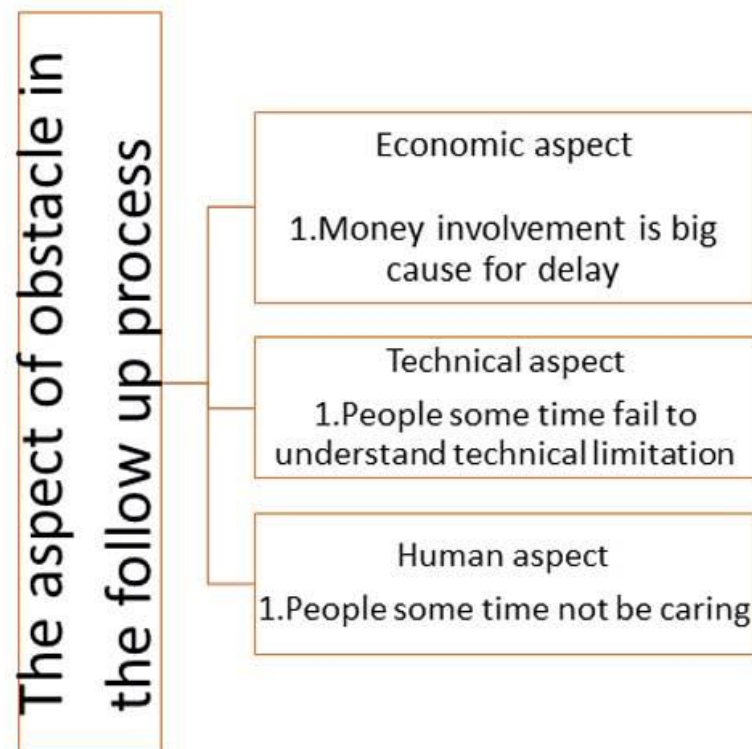 The aspect of obstacle in
the follow up process
Economic aspect
1.Money involvement is big
cause for delay
Technical aspect
1.People some time fail to
understand technical limitation
Human aspect
1.People some time not be caring